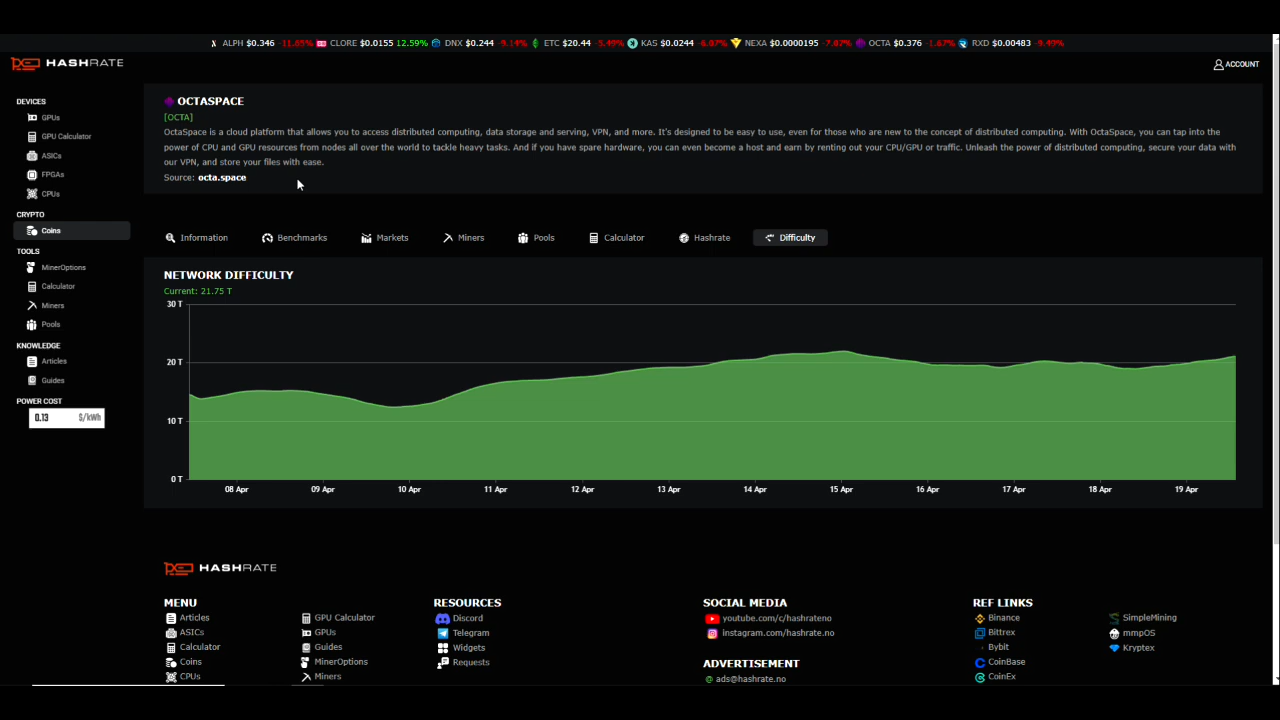 ALPH $0.346 -11.65% CLORE $0.0155 12.59% DNX $0.244 -9.14% ETC $20.44 -5.49% KAS $0.0244 -6.07% NEXA $0.0000195 -7.07% OCTA $0.376 -1.67% RXD $0.00483 -9.49%
HASHRATE
ACCOUNT
DEVICES
GPUs
GPU Calculator
ASICs
FPGAs
CPUs
CRYPTO
Coins
TOOLS
MinerOptions
Calculator
Miners
Pools
KNOWLEDGE
Articles
Guides
POWER COST
0.13 $/kWh
OCTASPACE
[OCTA]
OctaSpace is a cloud platform that allows you to access distributed computing, data storage and serving, VPN, and more. It's designed to be easy to use, even for those who are new to the concept of distributed computing. With OctaSpace, you can tap into the
power of CPU and GPU resources from nodes all over the world to tackle heavy tasks. And if you have spare hardware, you can even become a host and earn by renting out your CPU/GPU or traffic. Unleash the power of distributed computing, secure your data with
our VPN, and store your files with ease.
Source: octa.space
Information Benchmarks Markets Miners Pools Calculator Hashrate Difficulty
NETWORK DIFFICULTY
Current: 21.75 T
30 T
20 T
10 T
0 T
08 Apr 09 Apr 10 Apr 11 Apr 12 Apr 13 Apr 14 Apr 15 Apr 16 Apr 17 Apr 18 Apr 19 Apr
HASHRATE
MENU
Articles
ASICs
Calculator
Coins
CPUs
GPU Calculator
GPUs
Guides
MinerOptions
Miners
RESOURCES
Discord
Telegram
Widgets
Requests
SOCIAL MEDIA
youtube.com/c/hashrateno
instagram.com/hashrate.no
ADVERTISEMENT
@ ads@hashrate.no
REF LINKS
Binance
Bittrex
Bybit
CoinBase
CoinEx
SimpleMining
mmpOS
Kryptex